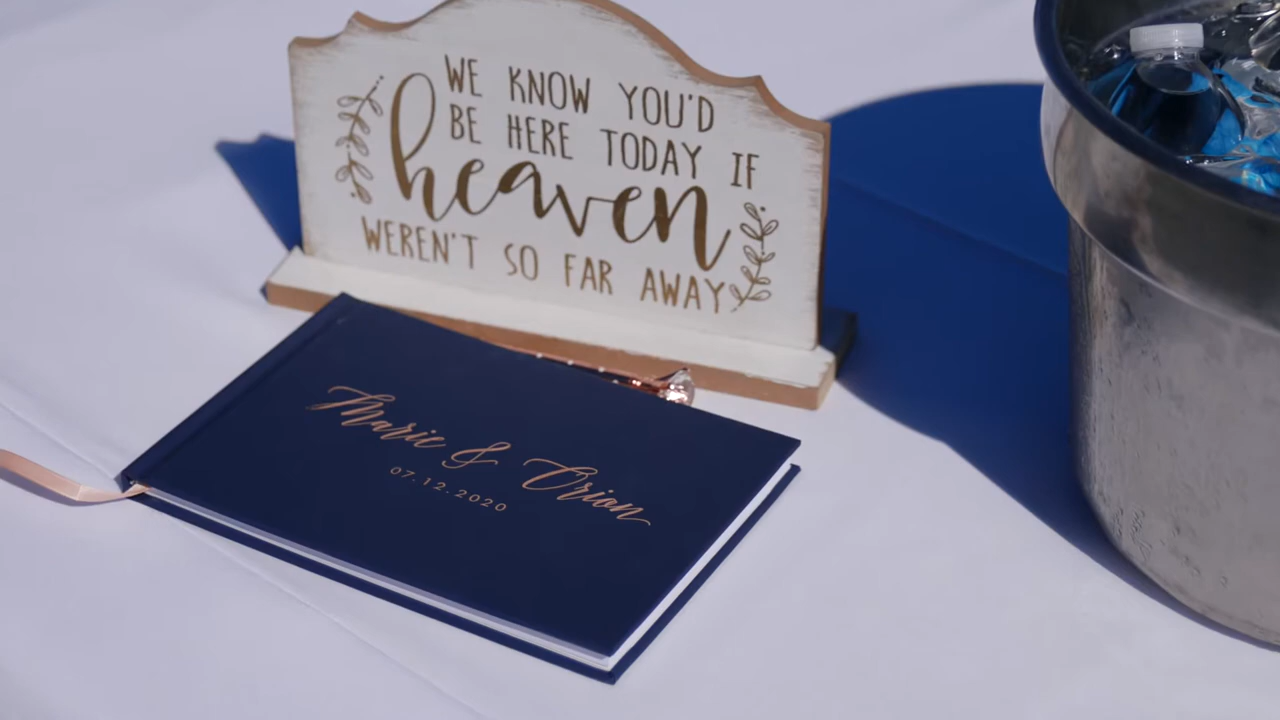 WE KNOW YOU'D
BE HERE TODAY IF
heaven
WEREN'T SO FAR AWAY
Marie & Orion
07.12.2020